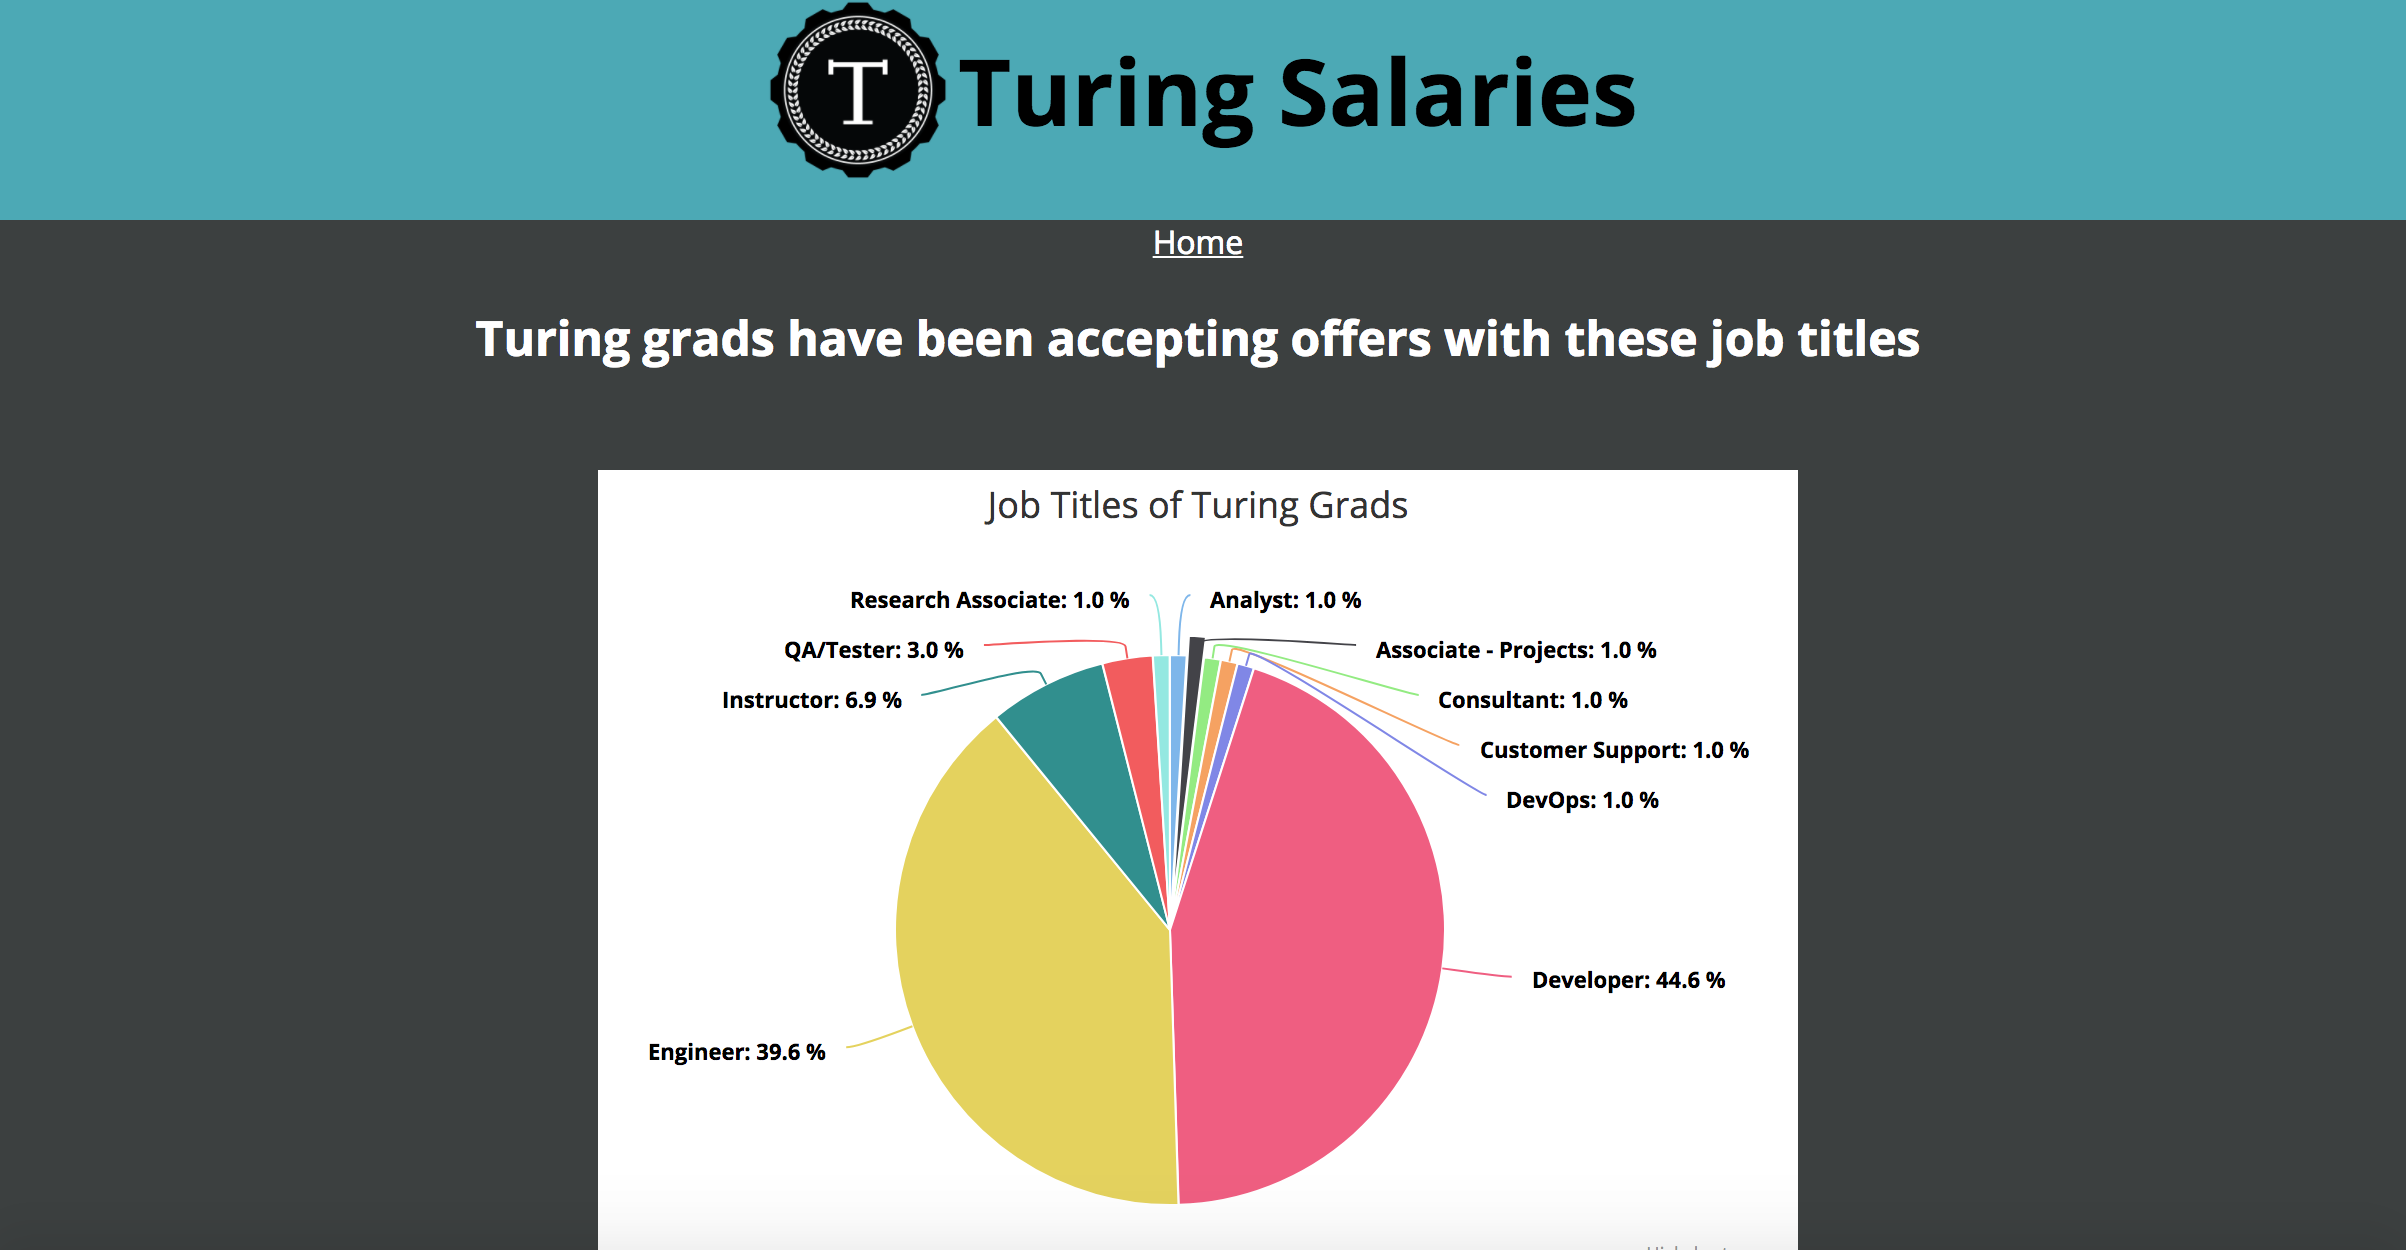 T
Turing Salaries
Home
Turing grads have been accepting offers with these job titles
Job Titles of Turing Grads
Research Associate: 1.0 %
Analyst: 1.0 %
QA/Tester: 3.0 %
Associate - Projects: 1.0 %
Instructor: 6.9 %
Consultant: 1.0 %
Customer Support: 1.0 %
DevOps: 1.0 %
Developer: 44.6 %
Engineer: 39.6 %